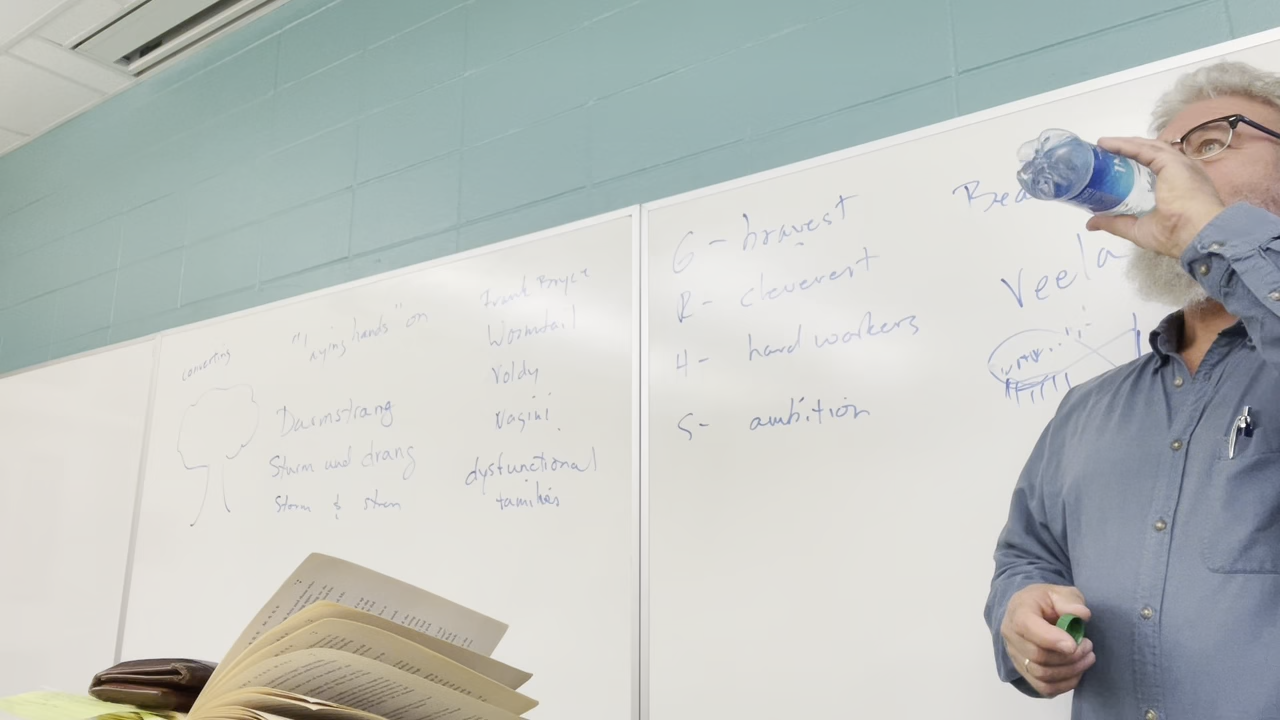 converting
"laying hands" on
Durmstrang
Sturm und drang
Storm &
Frank Bryce
Wormtail
Voldy
Nagini
dysfunctional
families
G - bravest
R - cleverest
H - hard workers
S - ambition
Veela